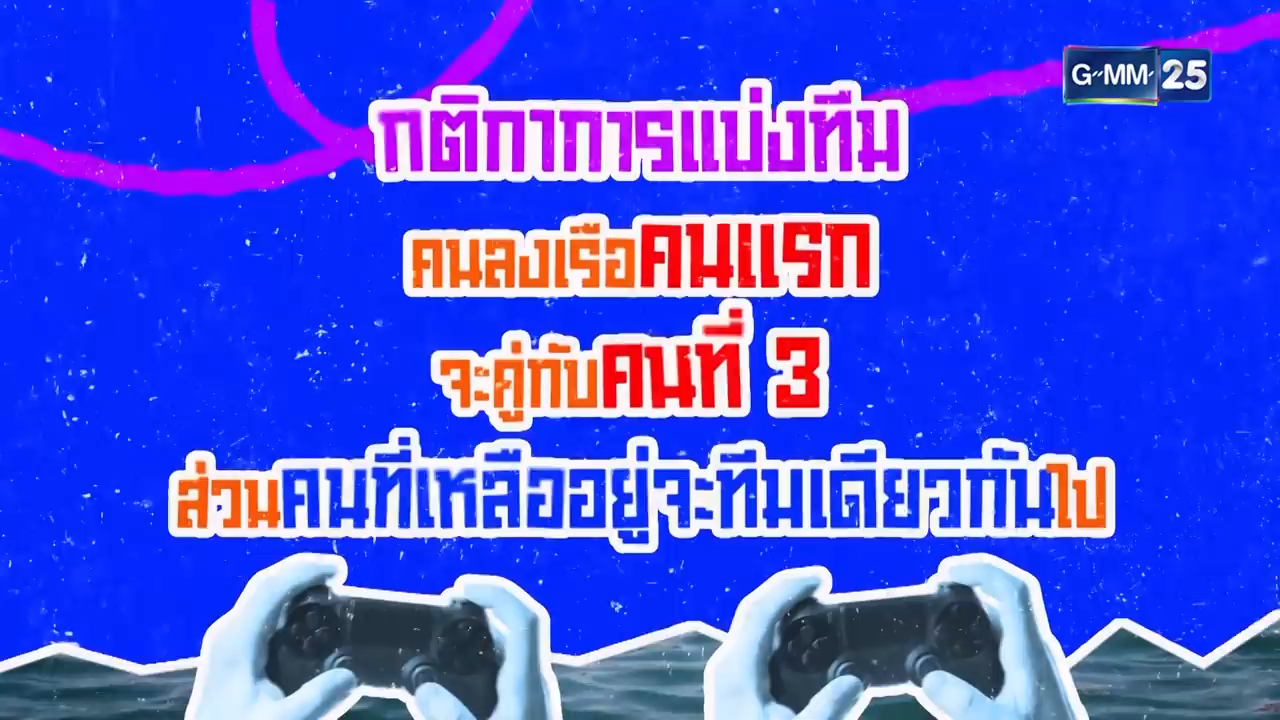 GMM 25
กติกาการแบ่งทีม
คนลงเรือคนแรก
จะคู่กับคนที่ 3
ส่วนคนที่เหลืออยู่จะทีมเดียวกันไป